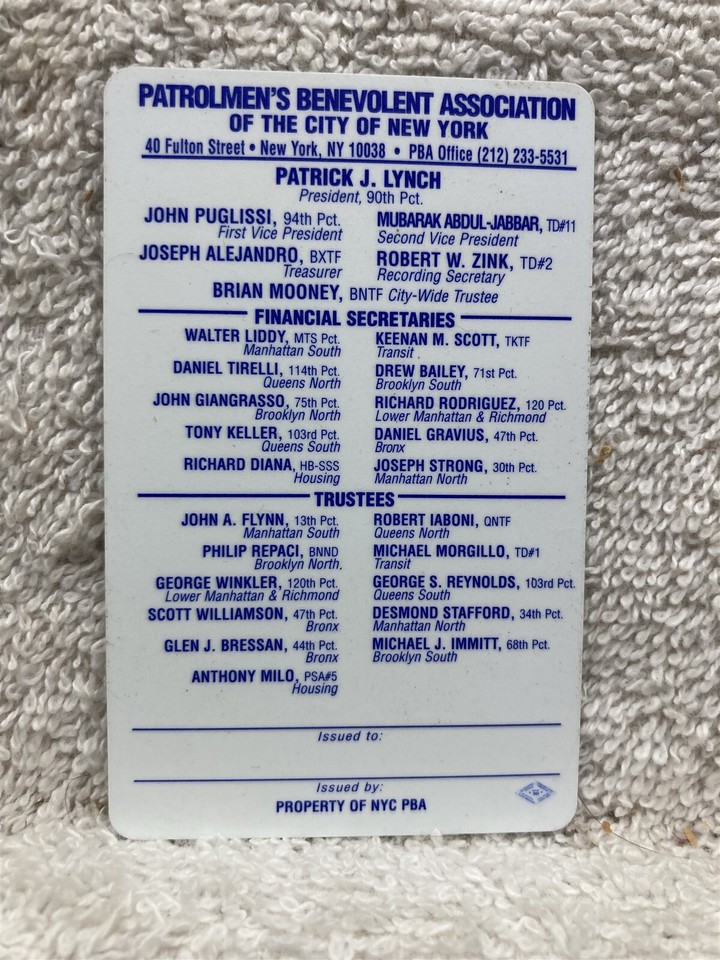 PATROLMEN'S BENEVOLENT ASSOCIATION
OF THE CITY OF NEW YORK
40 Fulton Street • New York, NY 10038 • PBA Office (212) 233-5531
PATRICK J. LYNCH
President, 90th Pct.
JOHN PUGLISSI, 94th Pct.
First Vice President
MUBARAK ABDUL-JABBAR, TD#11
Second Vice President
JOSEPH ALEJANDRO, BXTF
Treasurer
ROBERT W. ZINK, TD#2
Recording Secretary
BRIAN MOONEY, BNTF City-Wide Trustee
FINANCIAL SECRETARIES
WALTER LIDDY, MTS Pct.
Manhattan South
KEENAN M. SCOTT, TKTF
Transit
DANIEL TIRELLI, 114th Pct.
Queens North
DREW BAILEY, 71st Pct.
Brooklyn South
JOHN GIANGRASSO, 75th Pct.
Brooklyn North
RICHARD RODRIGUEZ, 120 Pct.
Lower Manhattan & Richmond
TONY KELLER, 103rd Pct.
Queens South
DANIEL GRAVIUS, 47th Pct.
Bronx
RICHARD DIANA, HB-SSS
Housing
JOSEPH STRONG, 30th Pct.
Manhattan North
TRUSTEES
JOHN A. FLYNN, 13th Pct.
Manhattan South
ROBERT IABONI, QNTF
Queens North
PHILIP REPACI, BNND
Brooklyn North.
MICHAEL MORGILLO, TD#1
Transit
GEORGE WINKLER, 120th Pct.
Lower Manhattan & Richmond
GEORGE S. REYNOLDS, 103rd Pct.
Queens South
SCOTT WILLIAMSON, 47th Pct.
Bronx
DESMOND STAFFORD, 34th Pct.
Manhattan North
GLEN J. BRESSAN, 44th Pct.
Bronx
MICHAEL J. IMMITT, 68th Pct.
Brooklyn South
ANTHONY MILO, PSA#5
Housing
Issued to:
Issued by:
PROPERTY OF NYC PBA